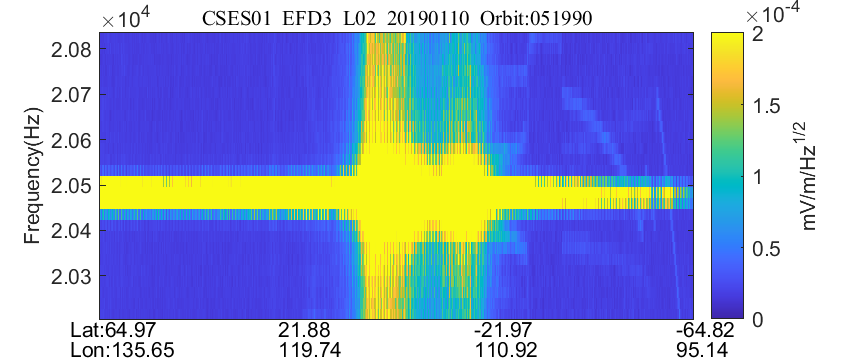 ×10⁴ CSES01 EFD3 L02 20190110 Orbit:051990 ×10⁻⁴
2.08
2.07
2.06
2.05
2.04
2.03
Frequency(Hz)
2
1.5
1
0.5
0
mV/m/Hz^1/2
Lat:64.97 21.88 -21.97 -64.82
Lon:135.65 119.74 110.92 95.14